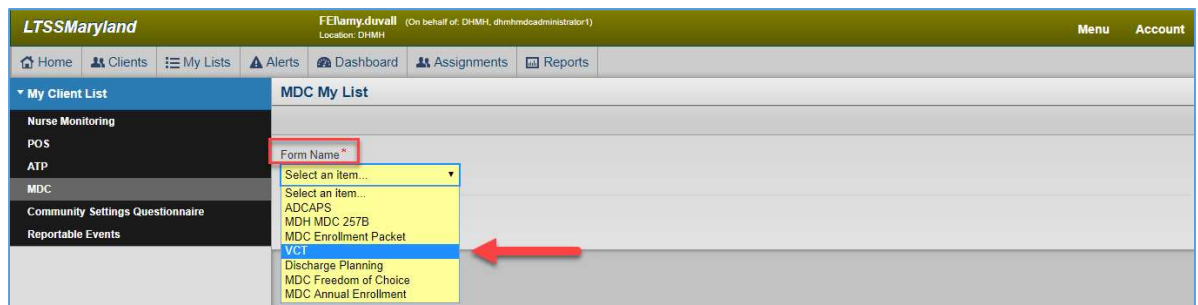 LTSSMaryland
FEI\amy.duvall (On behalf of: DHMH, dhmhmdcadministrator1)
Location: DHMH
Menu Account
Home Clients My Lists Alerts Dashboard Assignments Reports
My Client List
Nurse Monitoring
POS
ATP
MDC
Community Settings Questionnaire
Reportable Events
MDC My List
Form Name*
Select an item...
Select an item...
ADCAPS
MDH MDC 257B
MDC Enrollment Packet
VCT
Discharge Planning
MDC Freedom of Choice
MDC Annual Enrollment